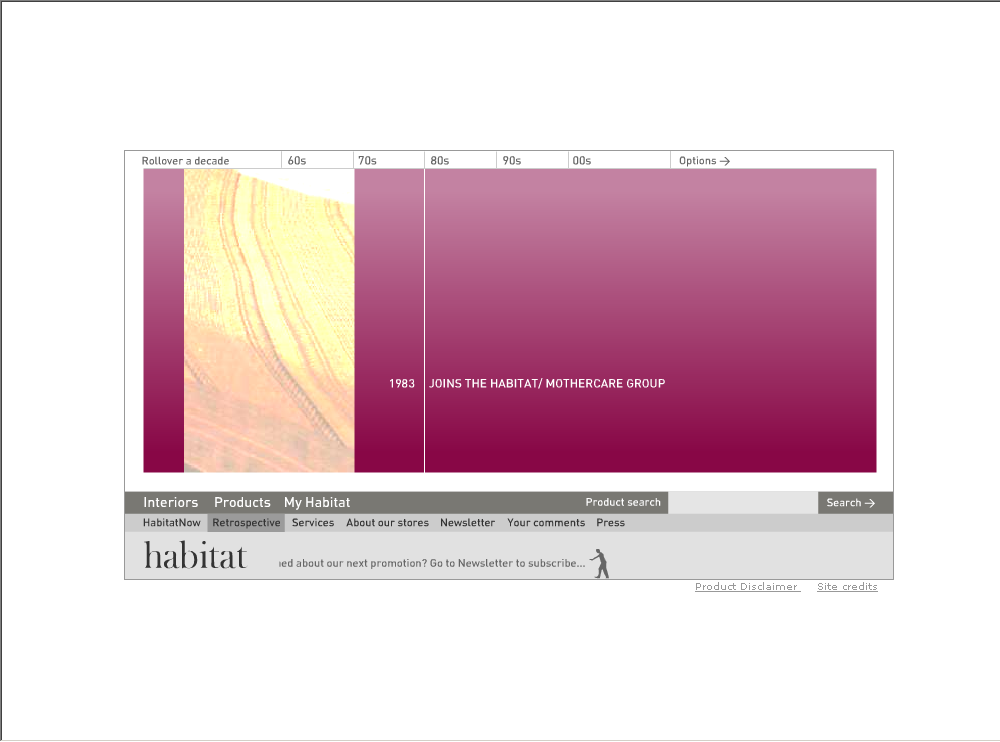 Rollover a decade 60s 70s 80s 90s 00s Options →
1983 JOINS THE HABITAT/ MOTHERCARE GROUP
Interiors Products My Habitat Product search Search →
HabitatNow Retrospective Services About our stores Newsletter Your comments Press
habitat about our next promotion? Go to Newsletter to subscribe...
Product Disclaimer Site credits